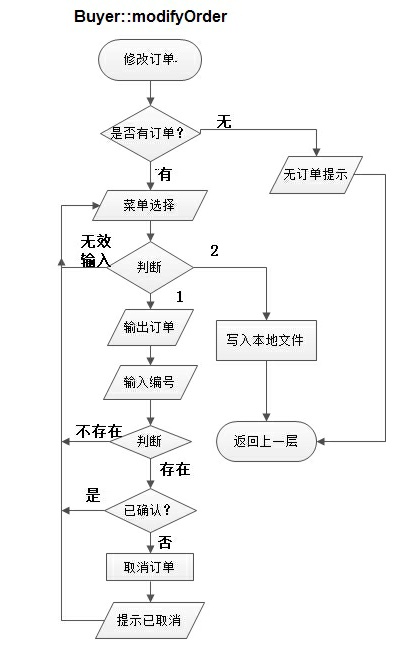 Buyer::modifyOrder
修改订单.
是否有订单？
无
有
无订单提示
菜单选择
无效
输入
判断
2
1
输出订单
写入本地文件
输入编号
不存在
判断
返回上一层
存在
是
已确认？
否
取消订单
提示已取消